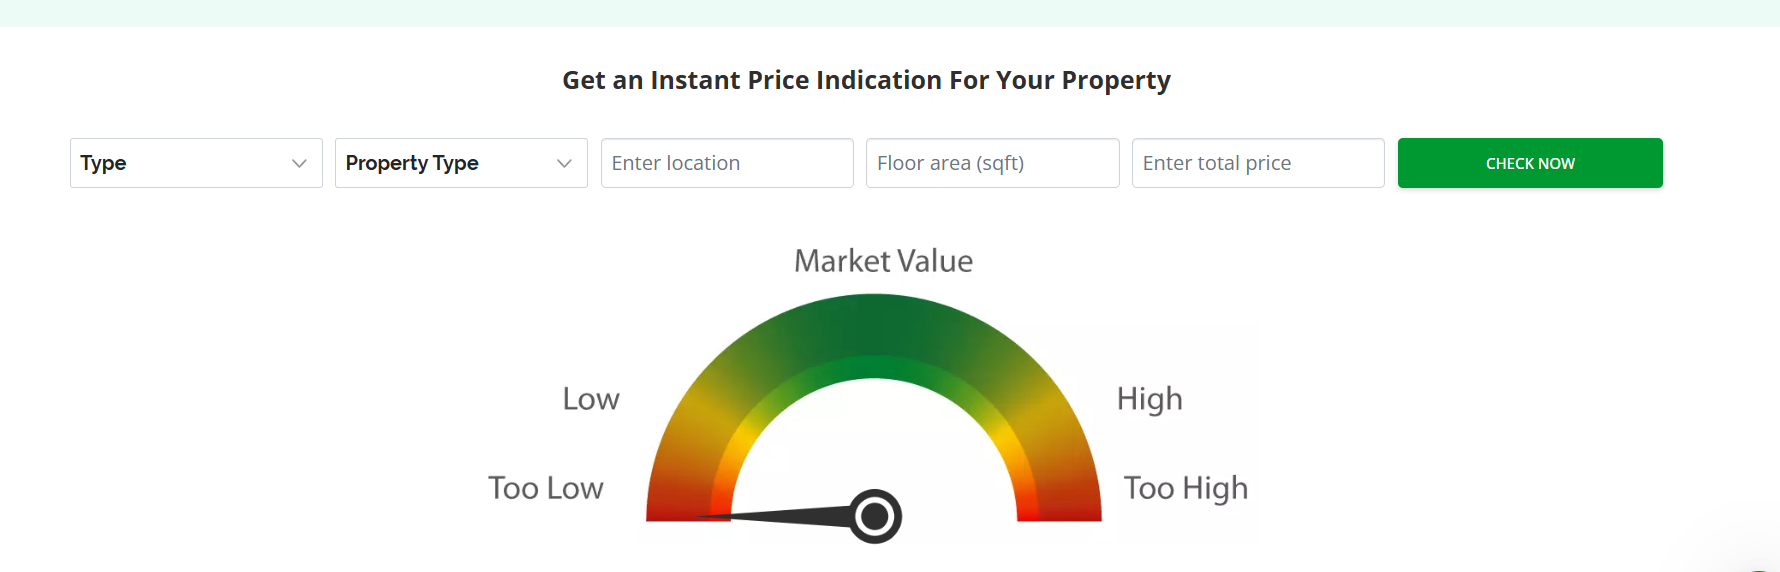 Get an Instant Price Indication For Your Property
Type
Property Type
Enter location
Floor area (sqft)
Enter total price
CHECK NOW
Market Value
Low
High
Too Low
Too High